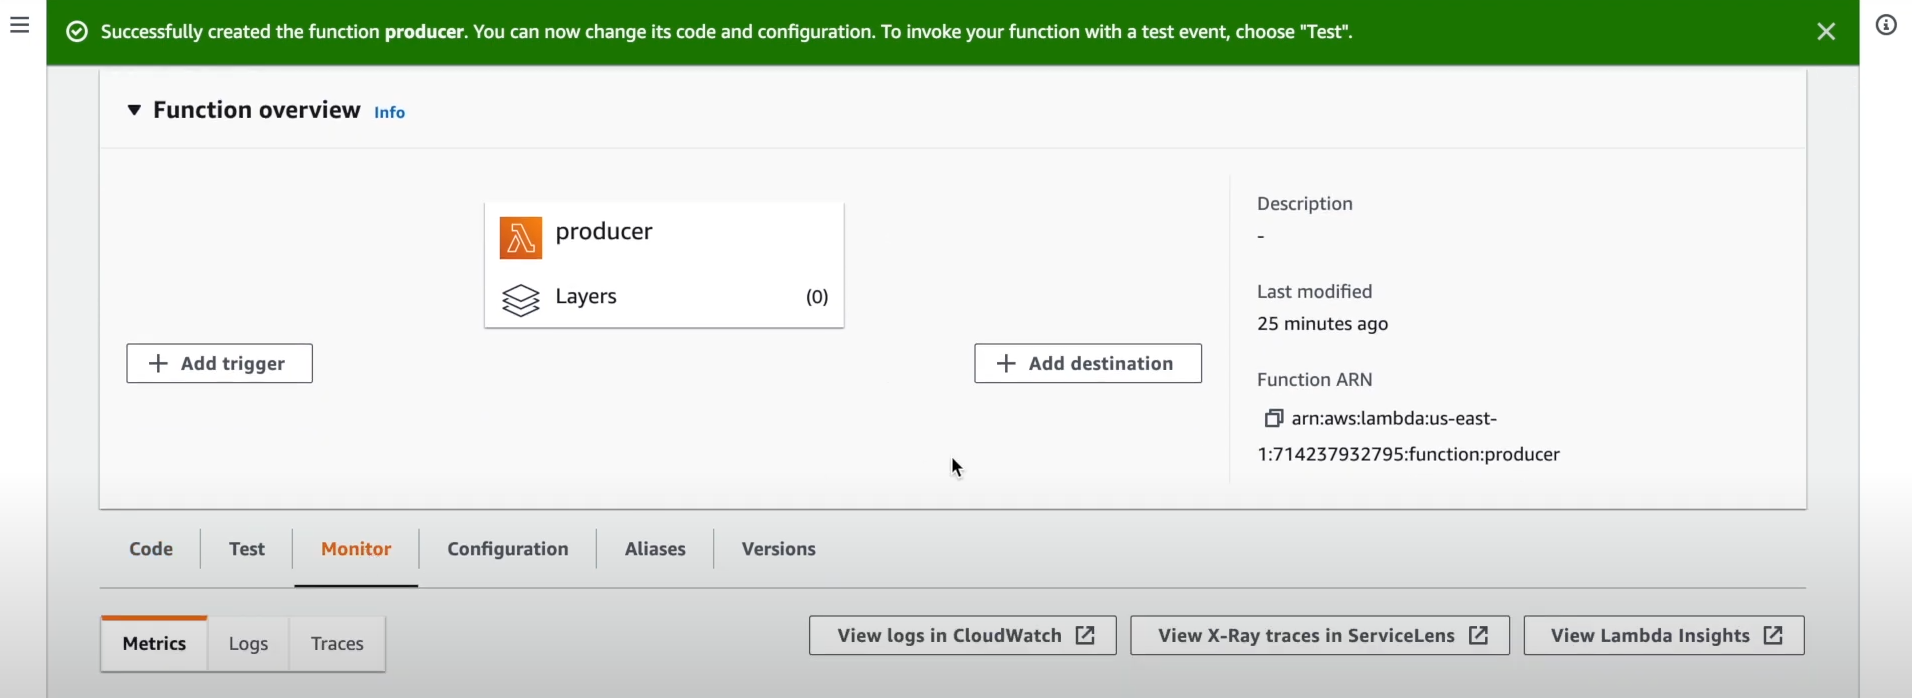 Successfully created the function producer. You can now change its code and configuration. To invoke your function with a test event, choose "Test".
Function overview Info
producer
Layers (0)
Add trigger
Add destination
Description
-
Last modified
25 minutes ago
Function ARN
arn:aws:lambda:us-east-
1:714237932795:function:producer
Code Test Monitor Configuration Aliases Versions
Metrics Logs Traces
View logs in CloudWatch View X-Ray traces in ServiceLens View Lambda Insights